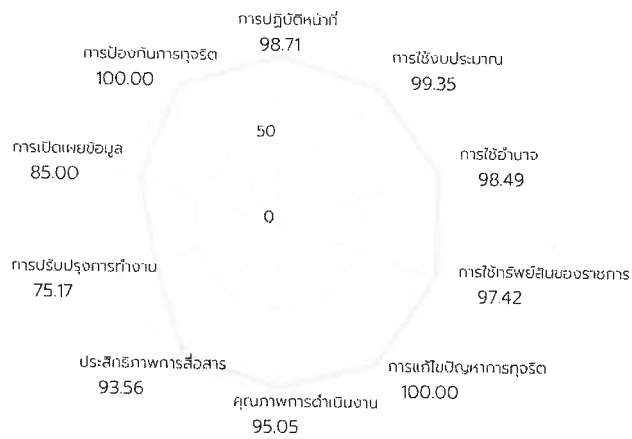 การปฏิบัติหน้าที่
98.71
การใช้งบประมาณ
99.35
การใช้อำนาจ
98.49
การใช้ทรัพย์สินของราชการ
97.42
การแก้ไขปัญหาการทุจริต
100.00
คุณภาพการดำเนินงาน
95.05
ประสิทธิภาพการสื่อสาร
93.56
การปรับปรุงการทำงาน
75.17
การเปิดเผยข้อมูล
85.00
การป้องกันการทุจริต
100.00
50
0